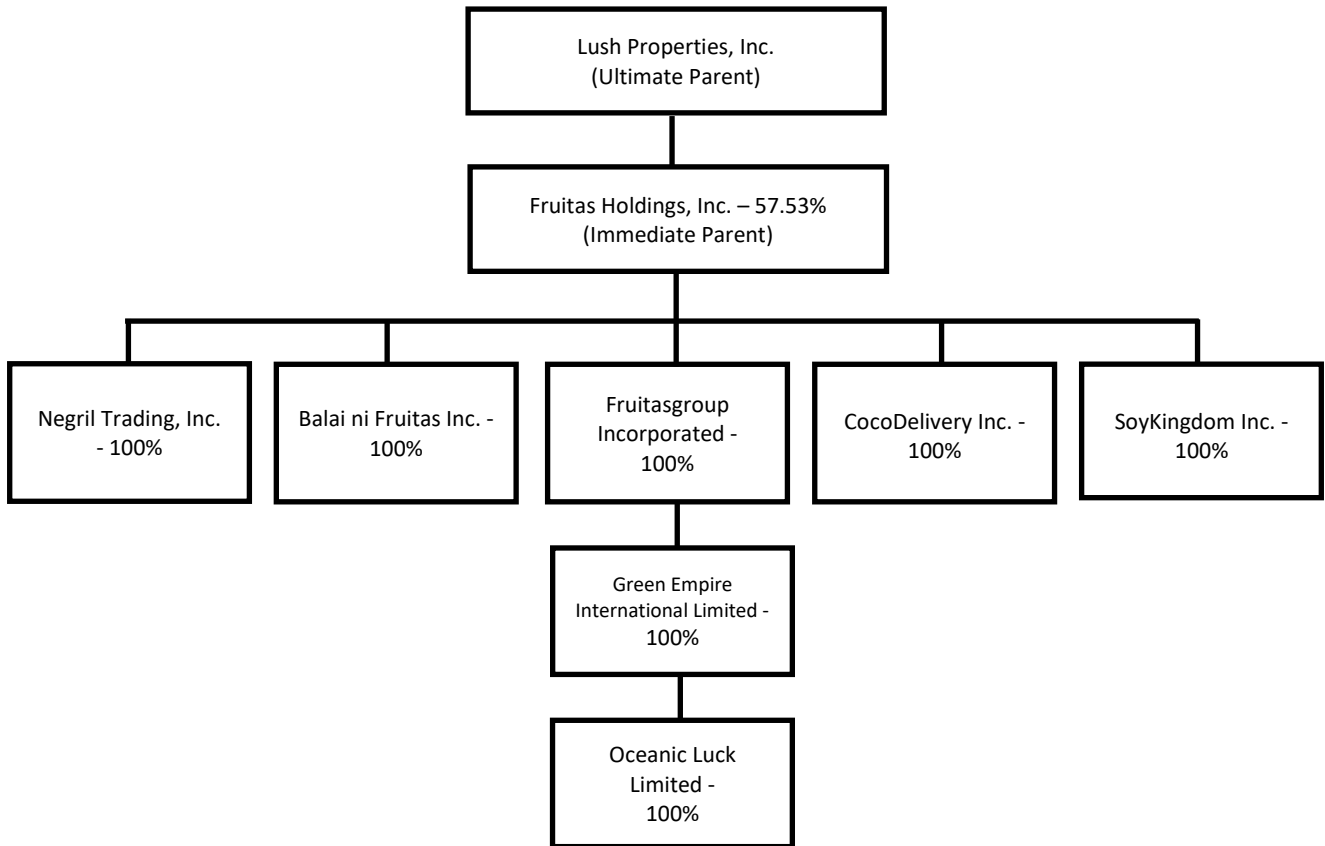 Lush Properties, Inc.
(Ultimate Parent)
Fruitas Holdings, Inc. – 57.53%
(Immediate Parent)
Negril Trading, Inc.
- 100%
Balai ni Fruitas Inc. -
100%
Fruitasgroup
Incorporated -
100%
CocoDelivery Inc. -
100%
SoyKingdom Inc. -
100%
Green Empire
International Limited -
100%
Oceanic Luck
Limited -
100%